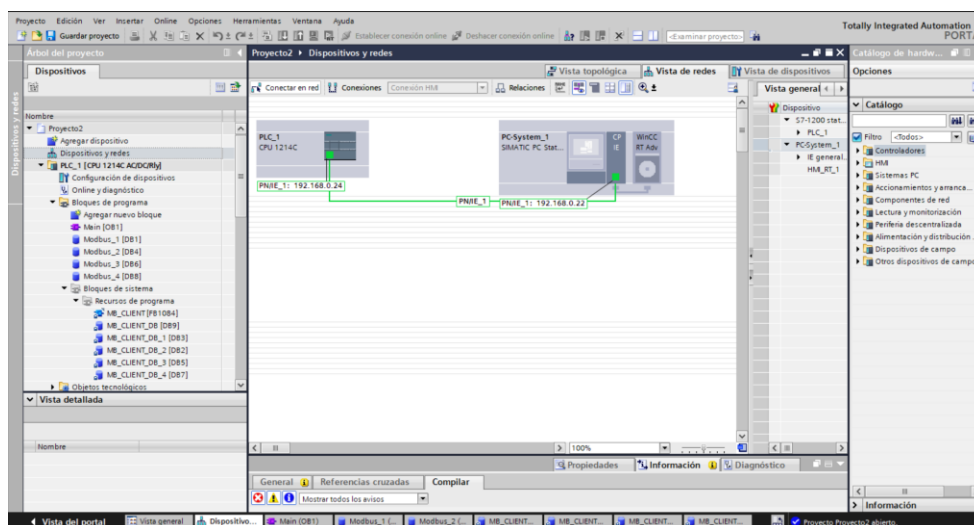 Proyecto Edición Ver Insertar Online Opciones Herramientas Ventana Ayuda
Totally Integrated Automation
PORTA
Guardar proyecto Establecer conexión online Deshacer conexión online <Examinar proyecto>
Árbol del proyecto
Proyecto2 ▸ Dispositivos y redes
Catálogo de hardw...
Dispositivos
Vista topológica Vista de redes Vista de dispositivos
Opciones
Conectar en red Conexiones Conexión HMI Relaciones
Vista general
Dispositivos y redes
Nombre
Proyecto2
Agregar dispositivo
Dispositivos y redes
PLC_1 [CPU 1214C AC/DC/Rly]
Configuración de dispositivos
Online y diagnóstico
Bloques de programa
Agregar nuevo bloque
Main [OB1]
Modbus_1 [DB1]
Modbus_2 [DB4]
Modbus_3 [DB6]
Modbus_4 [DB8]
Bloques de sistema
Recursos de programa
MB_CLIENT [FB1084]
MB_CLIENT_DB [DB9]
MB_CLIENT_DB_1 [DB3]
MB_CLIENT_DB_2 [DB2]
MB_CLIENT_DB_3 [DB5]
MB_CLIENT_DB_4 [DB7]
Objetos tecnológicos
Vista detallada
Nombre
PLC_1
CPU 1214C
PN/IE_1: 192.168.0.24
PN/IE_1
PC-System_1
SIMATIC PC Stat...
CP
IE
WinCC
RT Adv
PN/IE_1: 192.168.0.22
100%
Dispositivo
S7-1200 stat...
PLC_1
PC-System_1
IE general...
HMI_RT_1
Catálogo
Filtro <Todos>
Controladores
HMI
Sistemas PC
Accionamientos y arranca...
Componentes de red
Lectura y monitorización
Periferia descentralizada
Alimentación y distribución
Dispositivos de campo
Otros dispositivos de campo
Información
Propiedades Información Diagnóstico
General Referencias cruzadas Compilar
Mostrar todos los avisos
Vista del portal Vista general Dispositivo... Main (OB1) Modbus_1 (... Modbus_2 (... MB_CLIENT... MB_CLIENT... MB_CLIENT... MB_CLIENT... Proyecto Proyecto2 abierto.